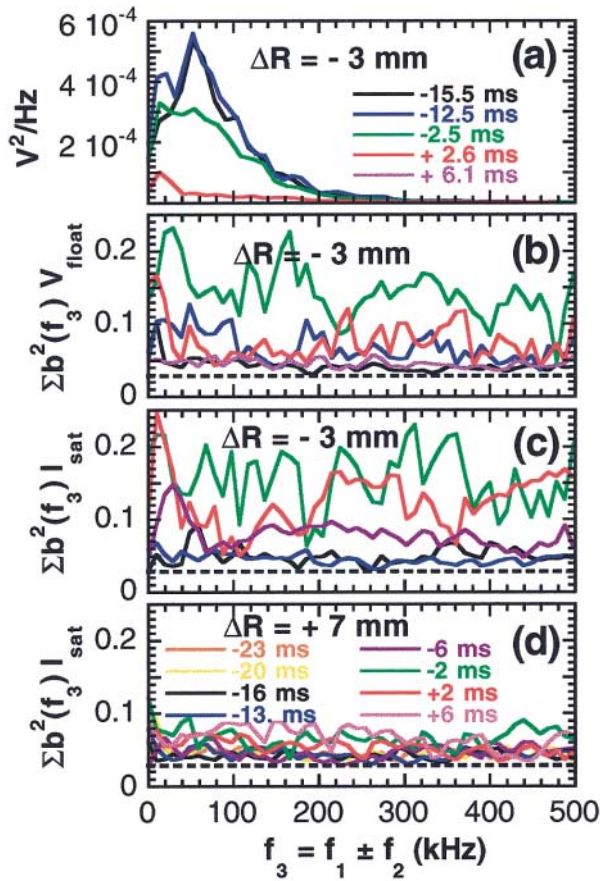 6 10⁻⁴
4 10⁻⁴
2 10⁻⁴
V²/Hz
ΔR = - 3 mm
(a)
-15.5 ms
-12.5 ms
-2.5 ms
+ 2.6 ms
+ 6.1 ms
0.2
0.1
0
Σb²(f₃) V_float
ΔR = - 3 mm
(b)
0.2
0.1
0
Σb²(f₃) I_sat
ΔR = - 3 mm
(c)
0.2
0.1
0
Σb²(f₃) I_sat
ΔR = + 7 mm
(d)
-23 ms
-20 ms
-16 ms
-13. ms
-6 ms
-2 ms
+2 ms
+6 ms
0 100 200 300 400 500
f₃ = f₁ ± f₂ (kHz)